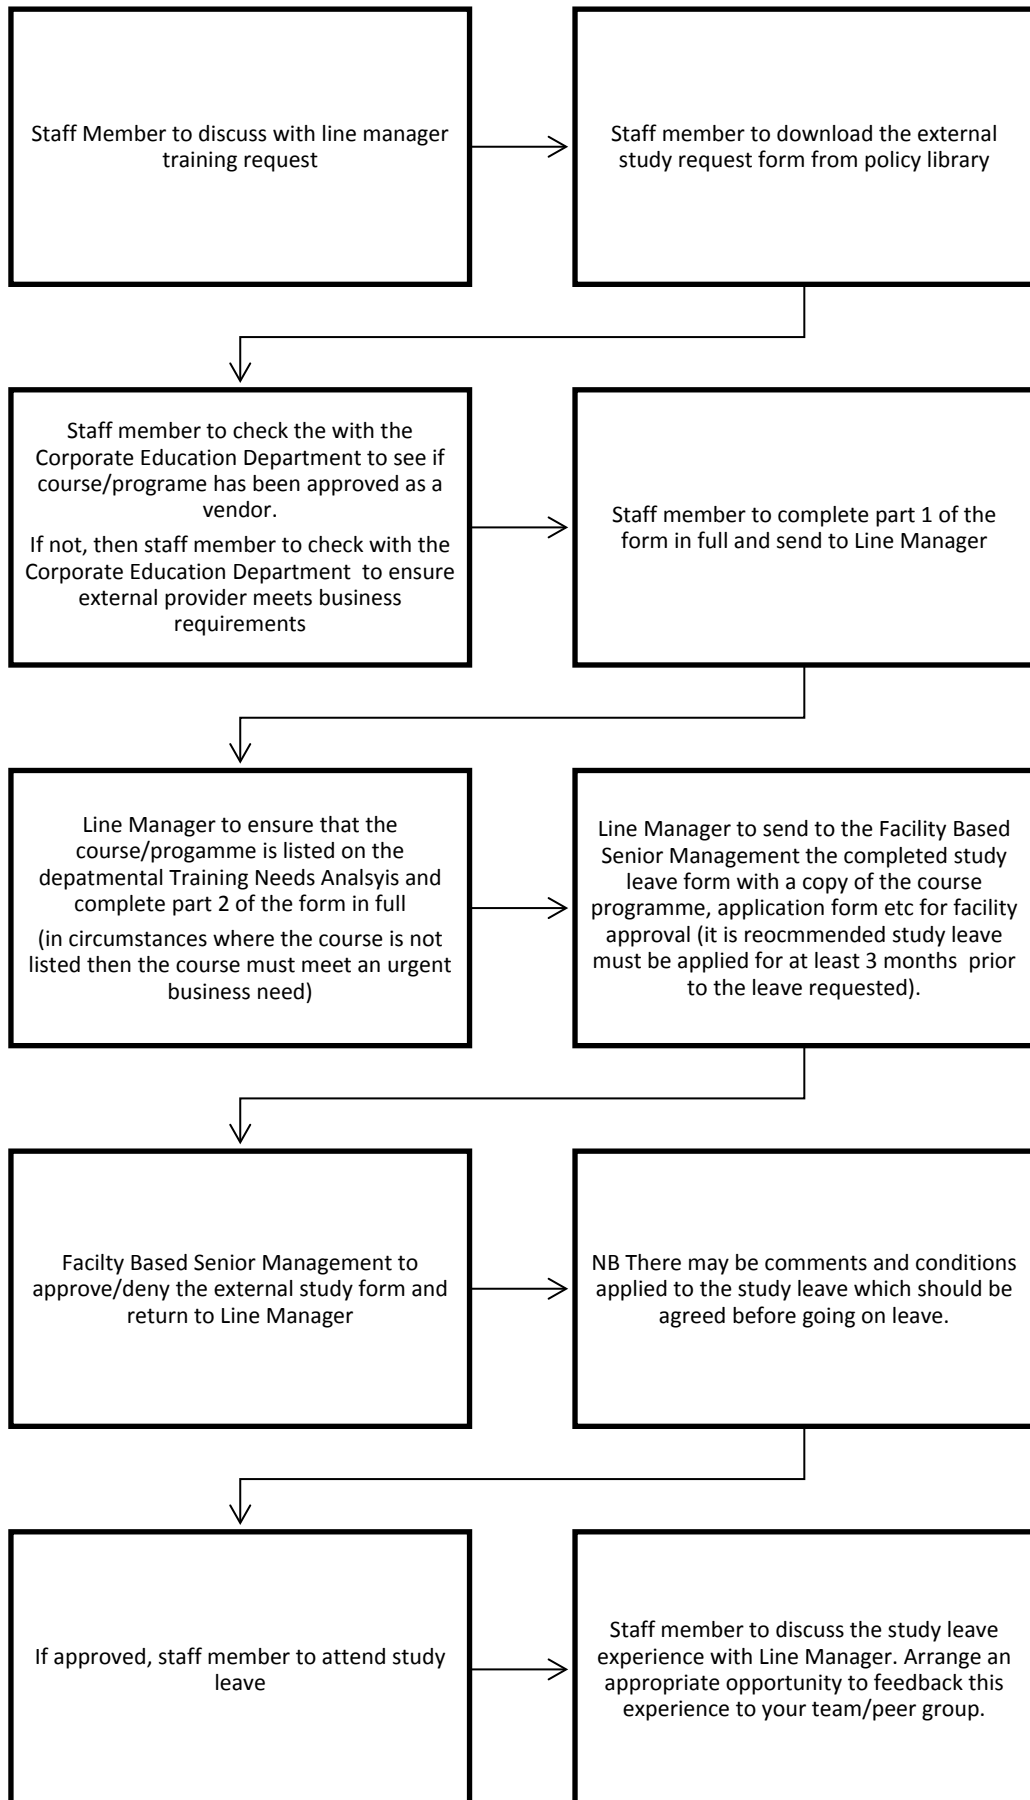 Staff Member to discuss with line manager
training request
Staff member to download the external
study request form from policy library
Staff member to check the with the
Corporate Education Department to see if
course/programe has been approved as a
vendor.
If not, then staff member to check with the
Corporate Education Department to ensure
external provider meets business
requirements
Staff member to complete part 1 of the
form in full and send to Line Manager
Line Manager to ensure that the
course/progamme is listed on the
depatmental Training Needs Analsyis and
complete part 2 of the form in full
(in circumstances where the course is not
listed then the course must meet an urgent
business need)
Line Manager to send to the Facility Based
Senior Management the completed study
leave form with a copy of the course
programme, application form etc for facility
approval (it is reocmmended study leave
must be applied for at least 3 months prior
to the leave requested).
Facilty Based Senior Management to
approve/deny the external study form and
return to Line Manager
NB There may be comments and conditions
applied to the study leave which should be
agreed before going on leave.
If approved, staff member to attend study
leave
Staff member to discuss the study leave
experience with Line Manager. Arrange an
appropriate opportunity to feedback this
experience to your team/peer group.